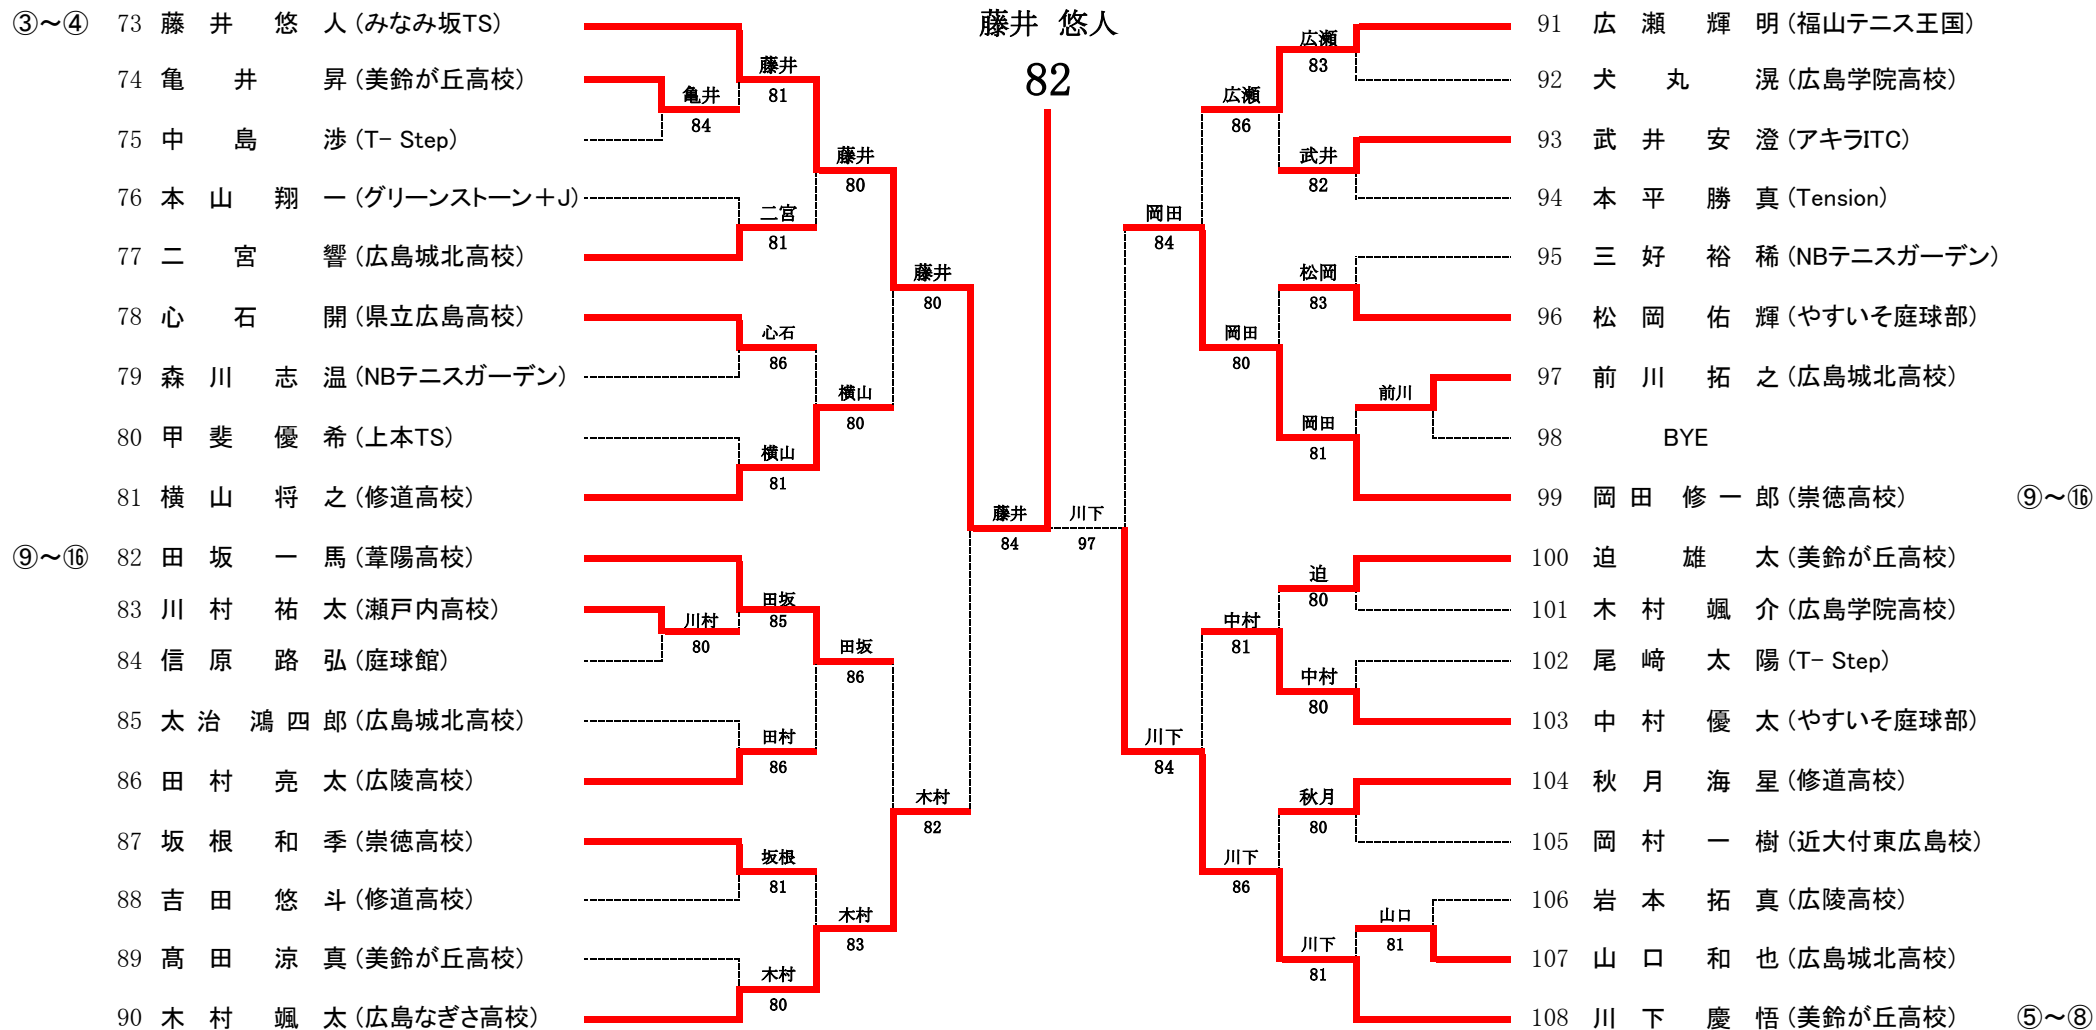 ③～④ 73 藤井 悠人 (みなみ坂TS)
74 亀井 昇 (美鈴が丘高校)
75 中島 渉 (T- Step)
76 本山 翔一 (グリーンストーン＋J)
77 二宮 響 (広島城北高校)
78 心石 開 (県立広島高校)
79 森川 志温 (NBテニスガーデン)
80 甲斐 優希 (上本TS)
81 横山 将之 (修道高校)
⑨～⑯ 82 田坂 一馬 (葦陽高校)
83 川村 祐太 (瀬戸内高校)
84 信原 路弘 (庭球館)
85 太治 鴻四郎 (広島城北高校)
86 田村 亮太 (広陵高校)
87 坂根 和季 (崇徳高校)
88 吉田 悠斗 (修道高校)
89 髙田 涼真 (美鈴が丘高校)
90 木村 颯太 (広島なぎさ高校)
亀井
84
川村
80
藤井
81
二宮
81
心石
86
横山
81
田坂
85
田村
86
坂根
81
木村
80
藤井
80
横山
80
田坂
86
木村
83
藤井
80
木村
82
藤井
84
藤井 悠人
82
川下
97
岡田
84
川下
84
広瀬
86
岡田
80
中村
81
川下
86
広瀬
83
武井
82
松岡
83
岡田
81
迫
80
中村
80
秋月
80
川下
81
前川
山口
81
91 広瀬 輝明 (福山テニス王国)
92 犬丸 滉 (広島学院高校)
93 武井 安澄 (アキラITC)
94 本平 勝真 (Tension)
95 三好 裕稀 (NBテニスガーデン)
96 松岡 佑輝 (やすいそ庭球部)
97 前川 拓之 (広島城北高校)
98 BYE
99 岡田 修一郎 (崇徳高校) ⑨～⑯
100 迫 雄太 (美鈴が丘高校)
101 木村 颯介 (広島学院高校)
102 尾﨑 太陽 (T- Step)
103 中村 優太 (やすいそ庭球部)
104 秋月 海星 (修道高校)
105 岡村 一樹 (近大付東広島校)
106 岩本 拓真 (広陵高校)
107 山口 和也 (広島城北高校)
108 川下 慶悟 (美鈴が丘高校) ⑤～⑧